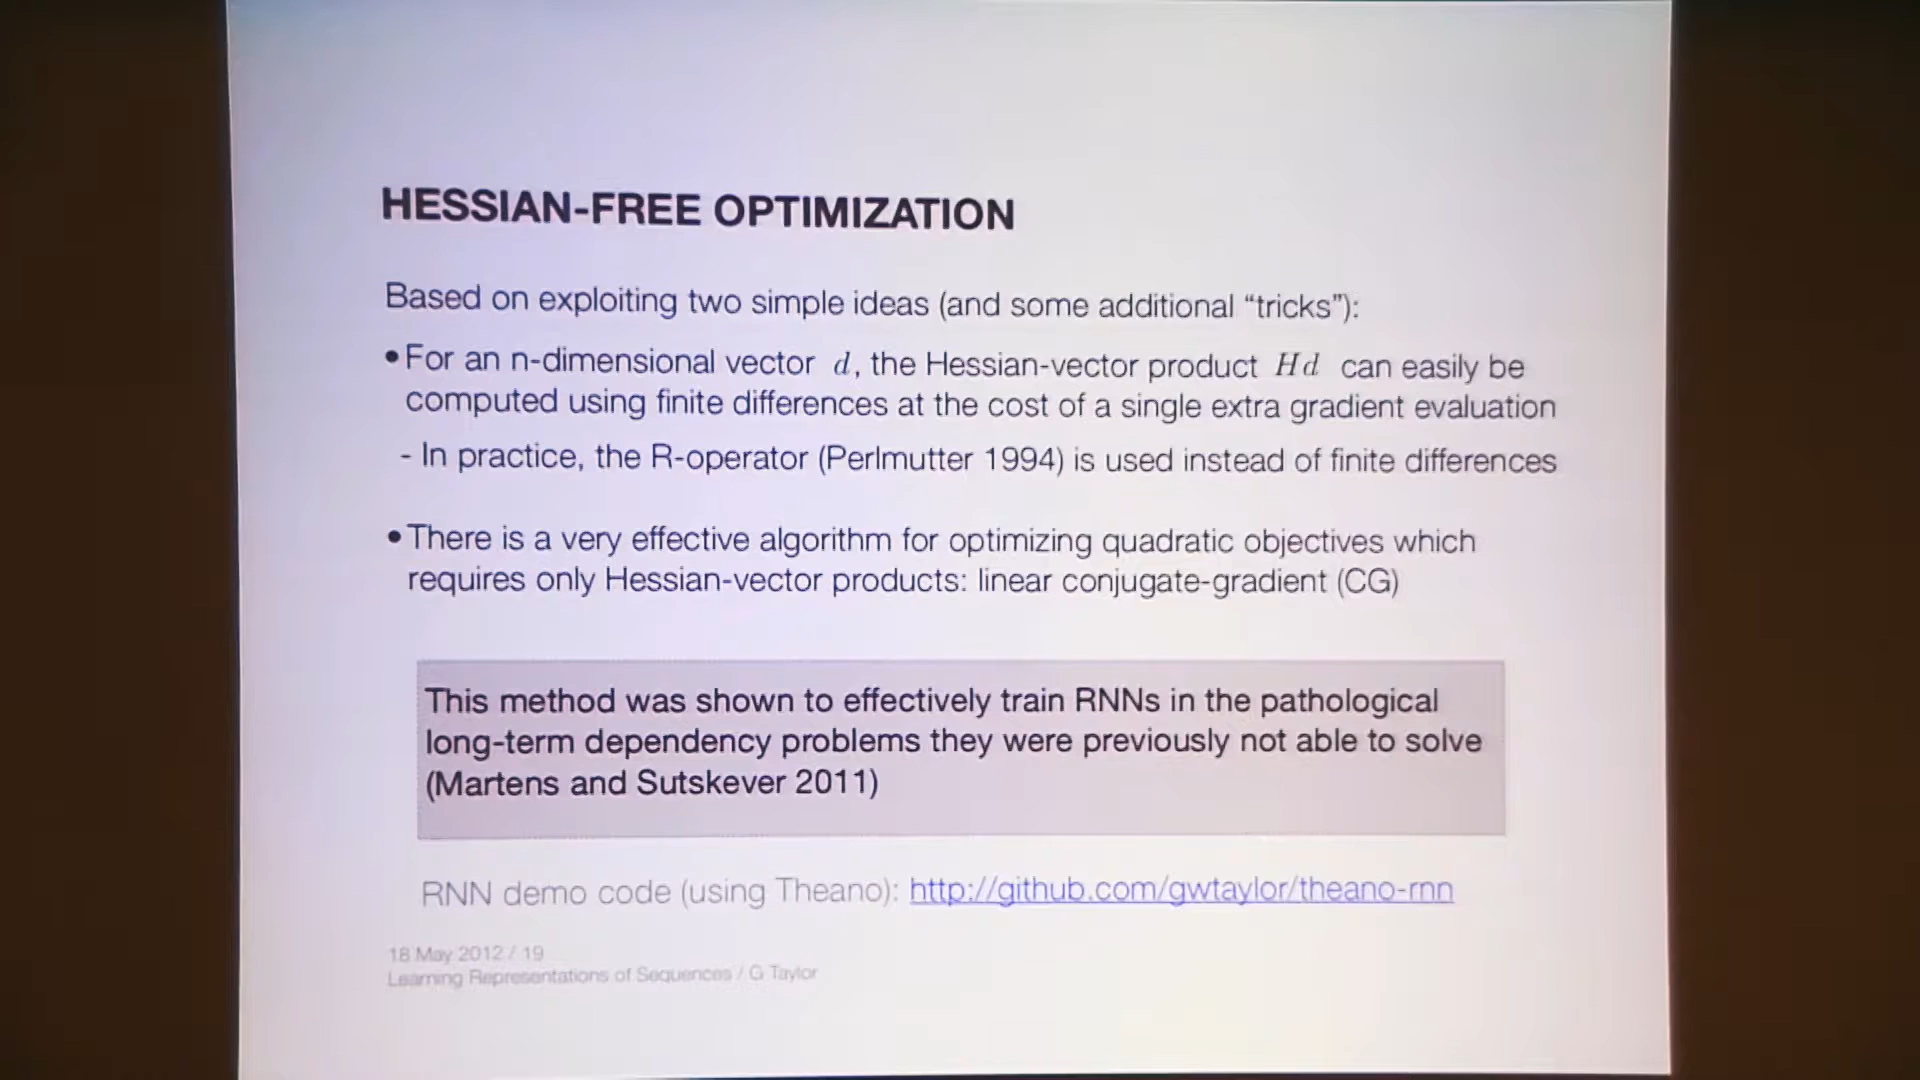 HESSIAN-FREE OPTIMIZATION
Based on exploiting two simple ideas (and some additional “tricks”):
•For an n-dimensional vector d, the Hessian-vector product Hd can easily be
computed using finite differences at the cost of a single extra gradient evaluation
- In practice, the R-operator (Perlmutter 1994) is used instead of finite differences
•There is a very effective algorithm for optimizing quadratic objectives which
requires only Hessian-vector products: linear conjugate-gradient (CG)
This method was shown to effectively train RNNs in the pathological
long-term dependency problems they were previously not able to solve
(Martens and Sutskever 2011)
RNN demo code (using Theano): http://github.com/gwtaylor/theano-rnn
18 May 2012 / 19
Learning Representations of Sequences / G Taylor